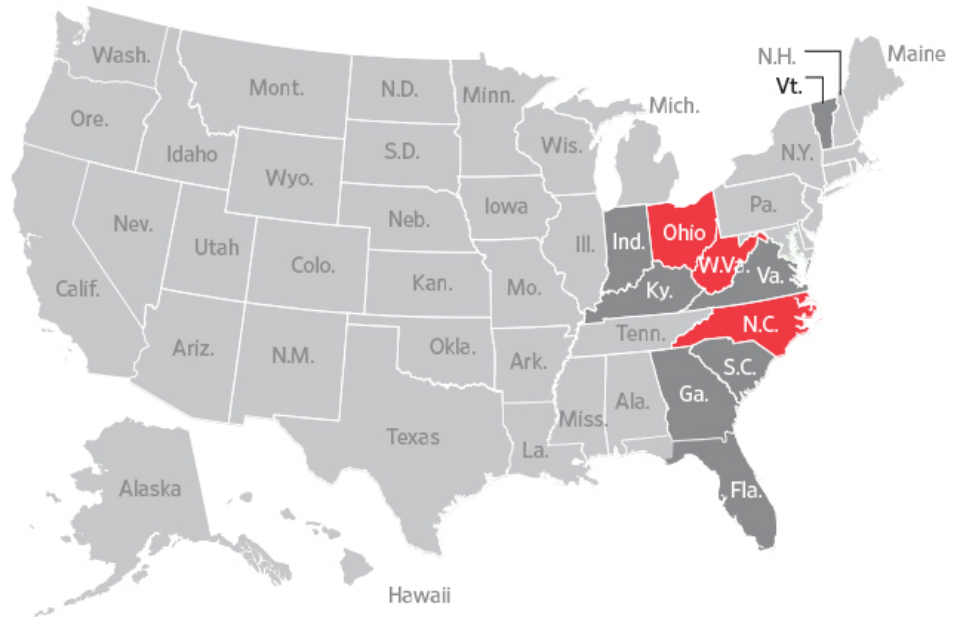 Wash.
Mont.
N.D.
Minn.
Mich.
N.H.
Maine
Vt.
Ore.
Idaho
S.D.
Wis.
N.Y.
Wyo.
Iowa
Pa.
Nev.
Utah
Neb.
Ill.
Ind.
Ohio
W.Va.
Va.
Calif.
Colo.
Kan.
Mo.
Ky.
Ariz.
N.M.
Okla.
Ark.
Tenn.
N.C.
S.C.
Texas
La.
Miss.
Ala.
Ga.
Alaska
Fla.
Hawaii